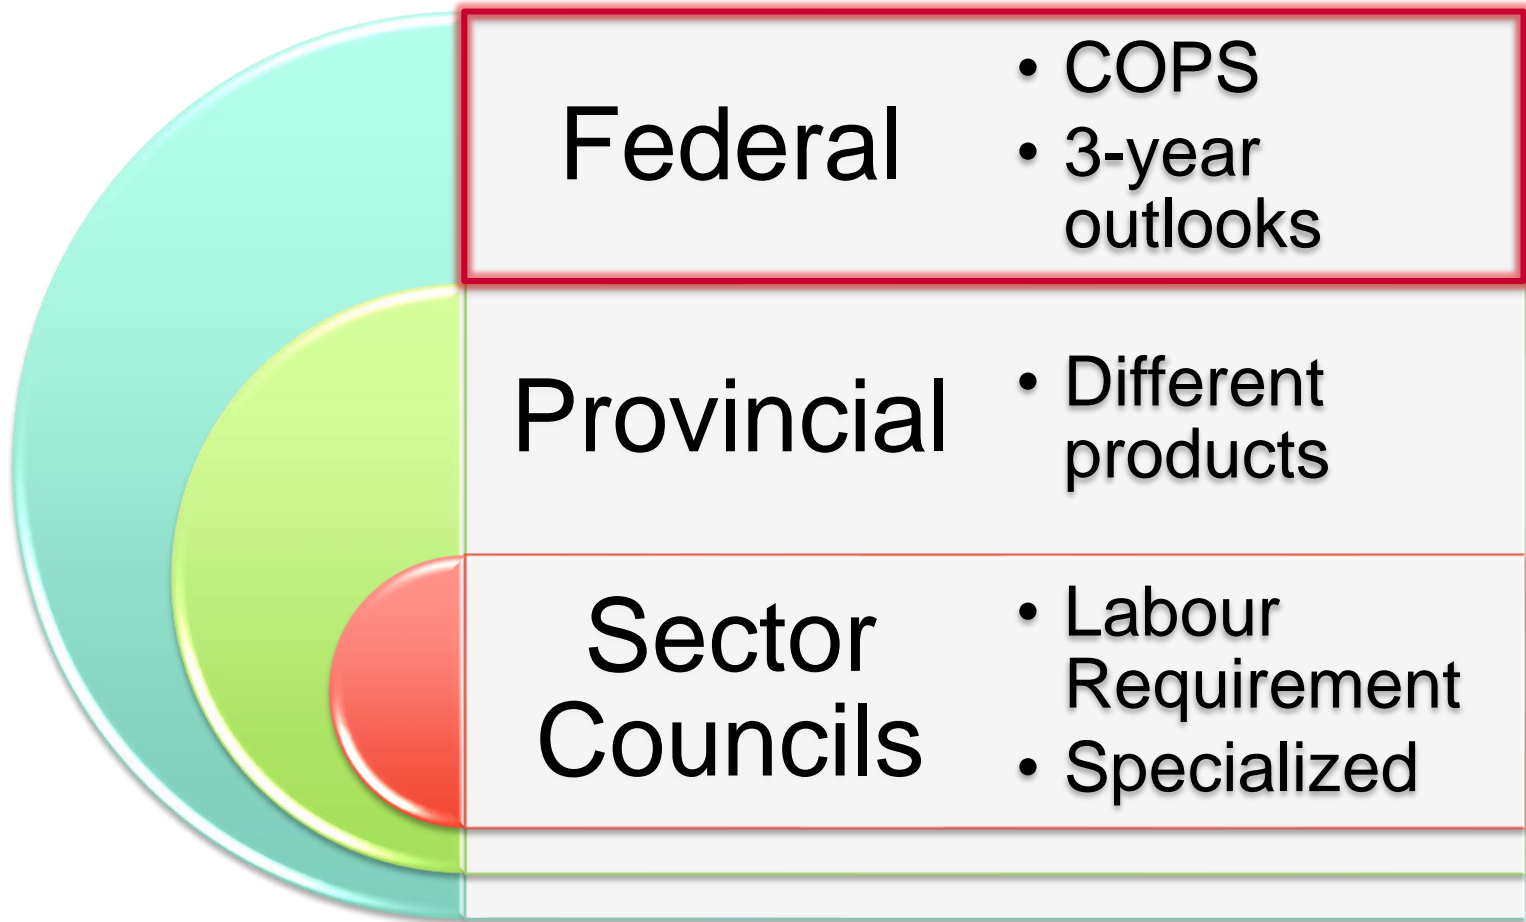 Federal
• COPS
• 3-year
outlooks
Provincial
• Different
products
Sector
Councils
• Labour
Requirement
• Specialized